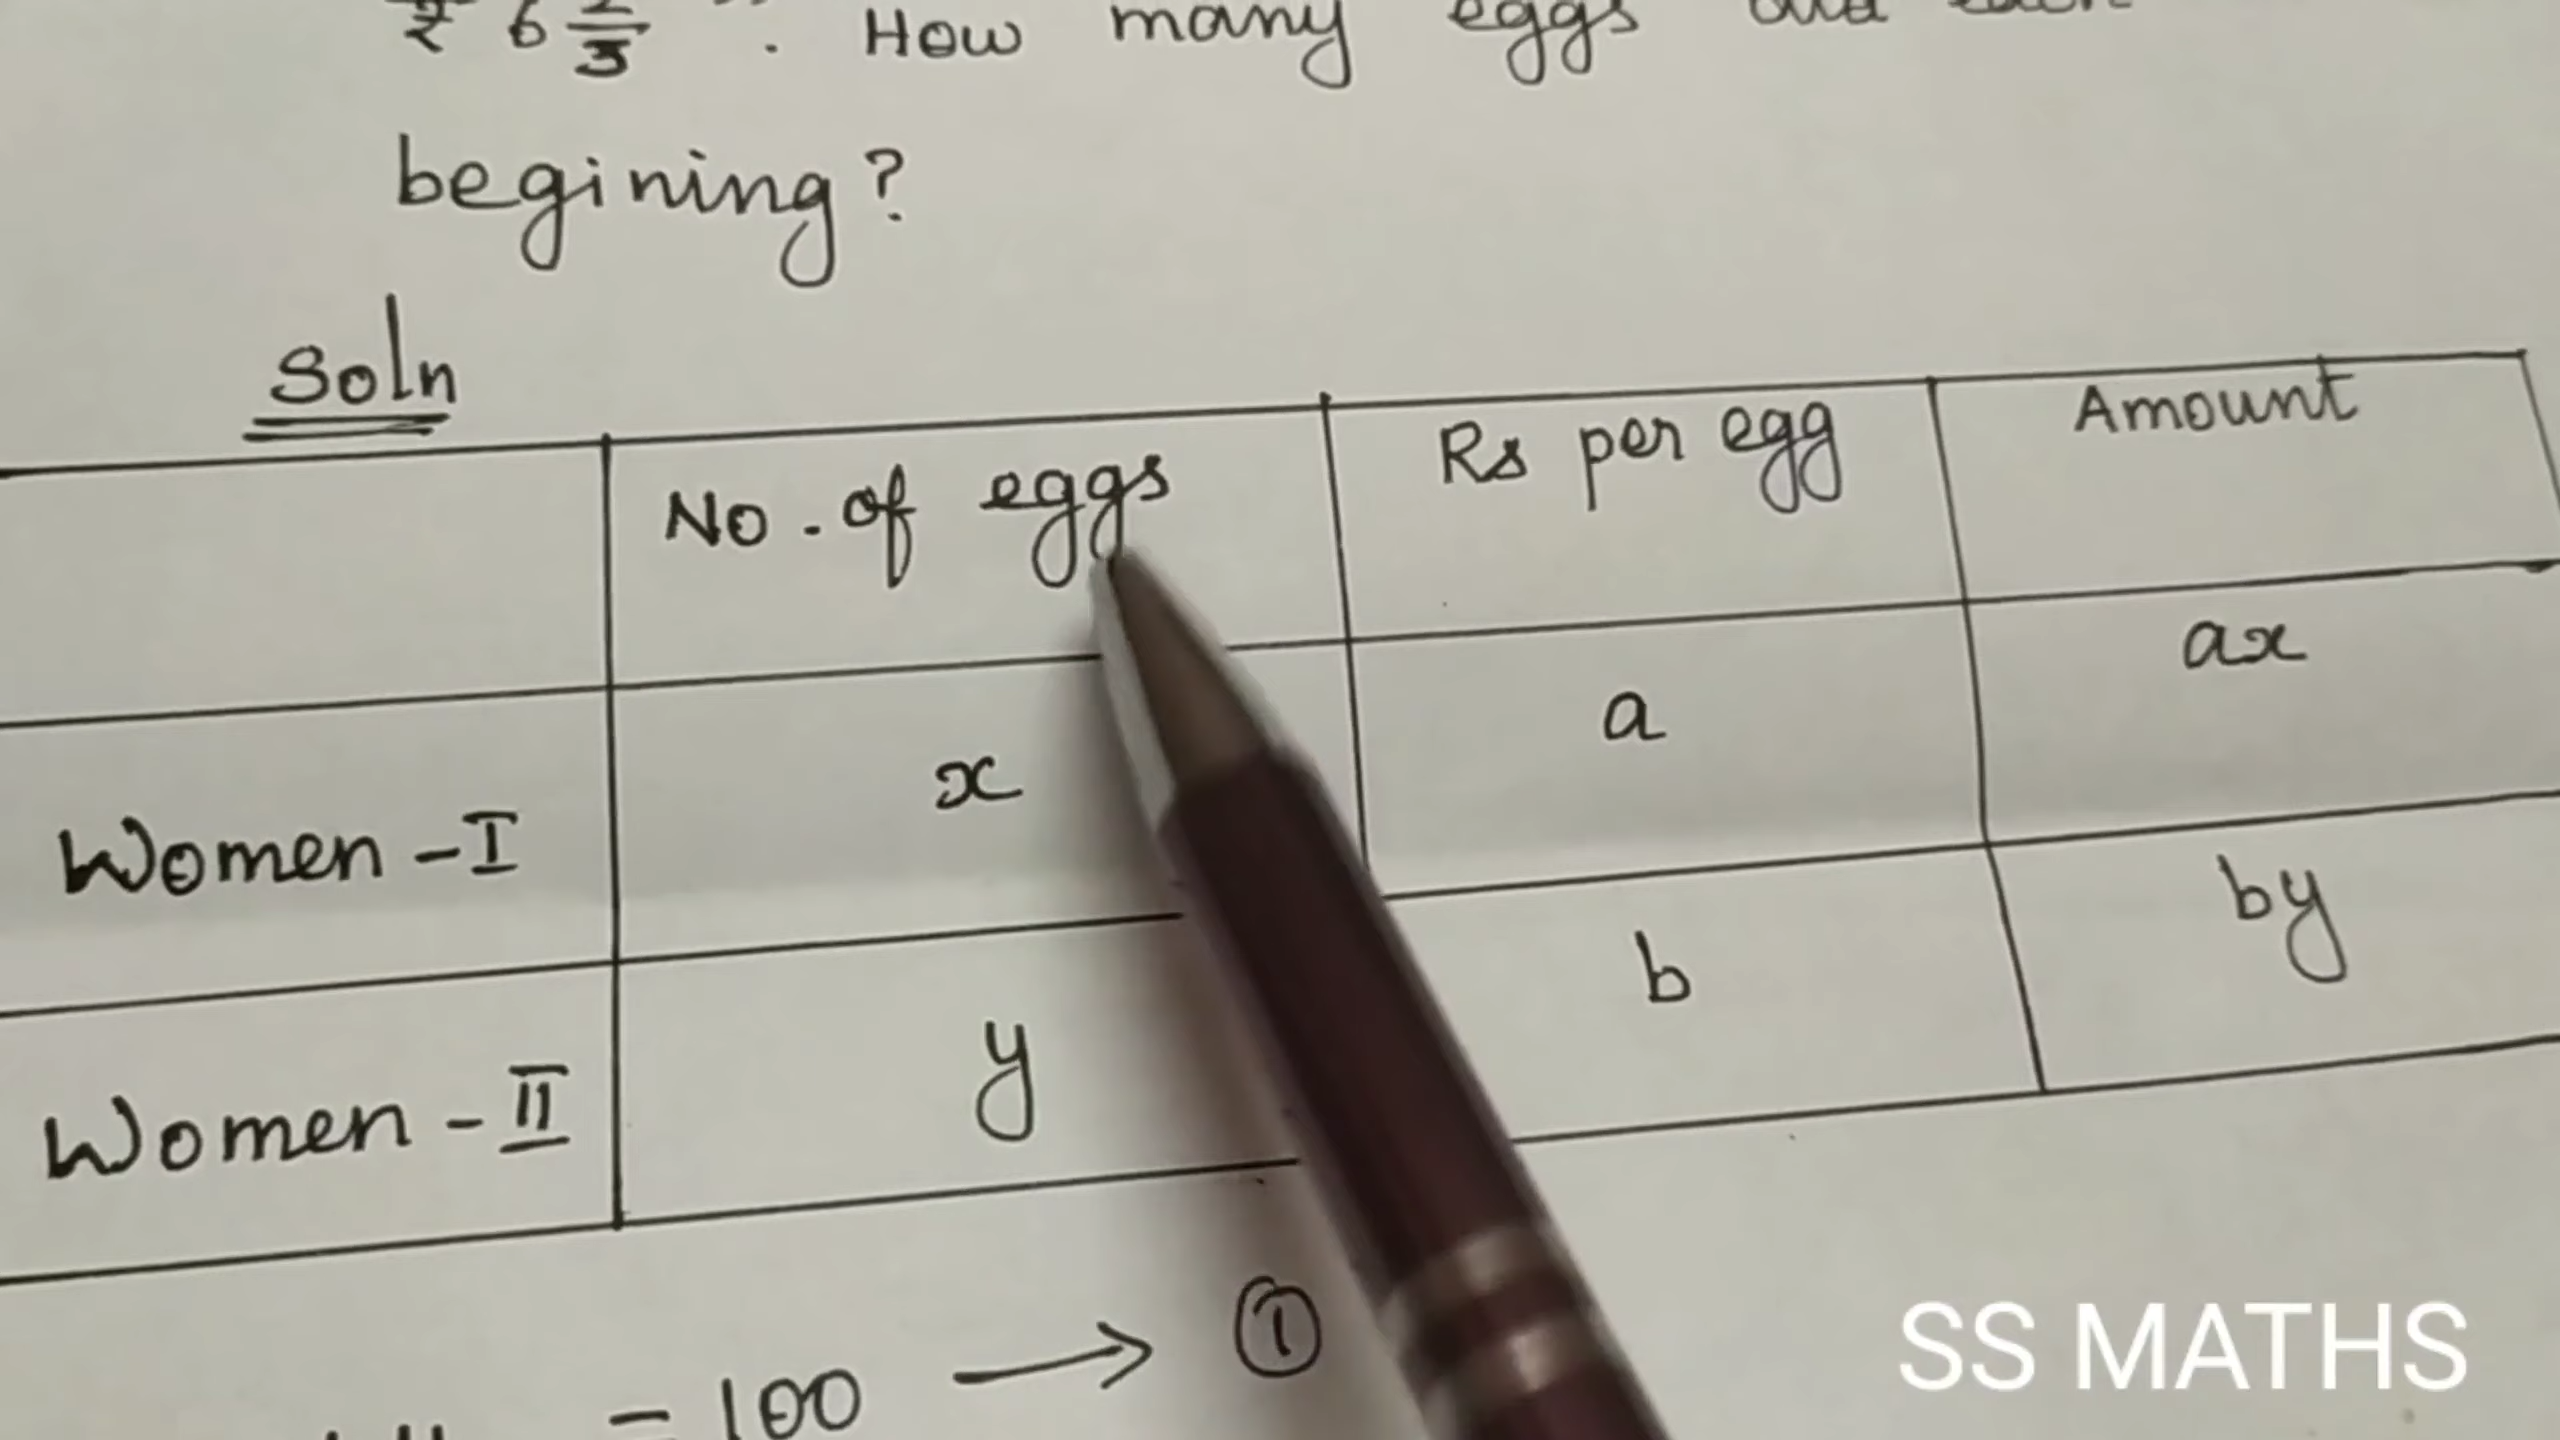 ₹ 6 2/3 ". How many eggs
begining?
Soln
No. of eggs Rs per egg Amount
Women - I x a ax
Women - II y b by
= 100 → ①
SS MATHS